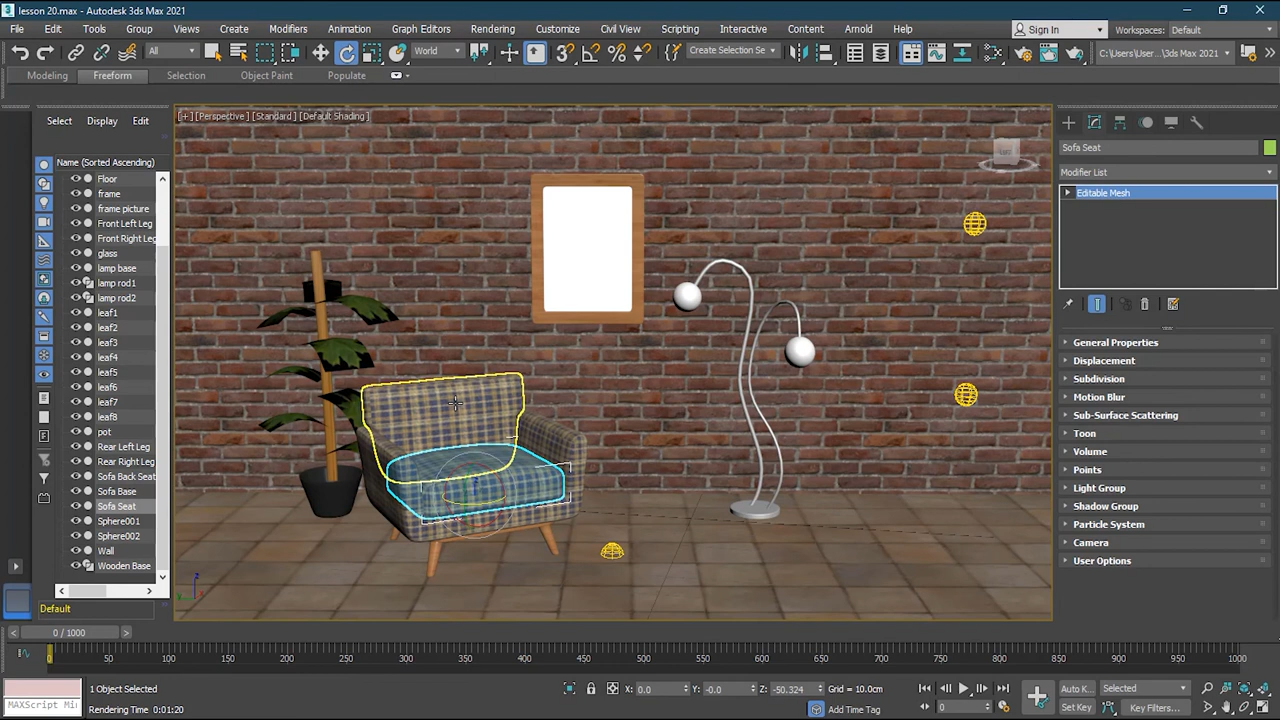 lesson 20.max - Autodesk 3ds Max 2021
File Edit Tools Group Views Create Modifiers Animation Graph Editors Rendering Customize Civil View Scripting Interactive Content Arnold Help Sign In Workspaces: Default
All World Create Selection Se C:\Users\User...\3ds Max 2021
Modeling Freeform Selection Object Paint Populate
Select Display Edit
[+] [Perspective] [Standard] [Default Shading]
Name (Sorted Ascending)
Floor
frame
frame picture
Front Left Leg
Front Right Leg
glass
lamp base
lamp rod1
lamp rod2
leaf1
leaf2
leaf3
leaf4
leaf5
leaf6
leaf7
leaf8
pot
Rear Left Leg
Rear Right Leg
Sofa Back Seat
Sofa Base
Sofa Seat
Sphere001
Sphere002
Wall
Wooden Base
Default
Sofa Seat
Modifier List
Editable Mesh
General Properties
Displacement
Subdivision
Motion Blur
Sub-Surface Scattering
Toon
Volume
Points
Light Group
Shadow Group
Particle System
Camera
User Options
0 / 1000
0 50 100 150 200 250 300 350 400 450 500 550 600 650 700 750 800 850 900 950 1000
1 Object Selected X: 0.0 Y: -0.0 Z: -50.324 Grid = 10.0cm Auto K... Selected
MAXScript Mi Rendering Time 0:01:20 Add Time Tag 0 Set Key Key Filters...